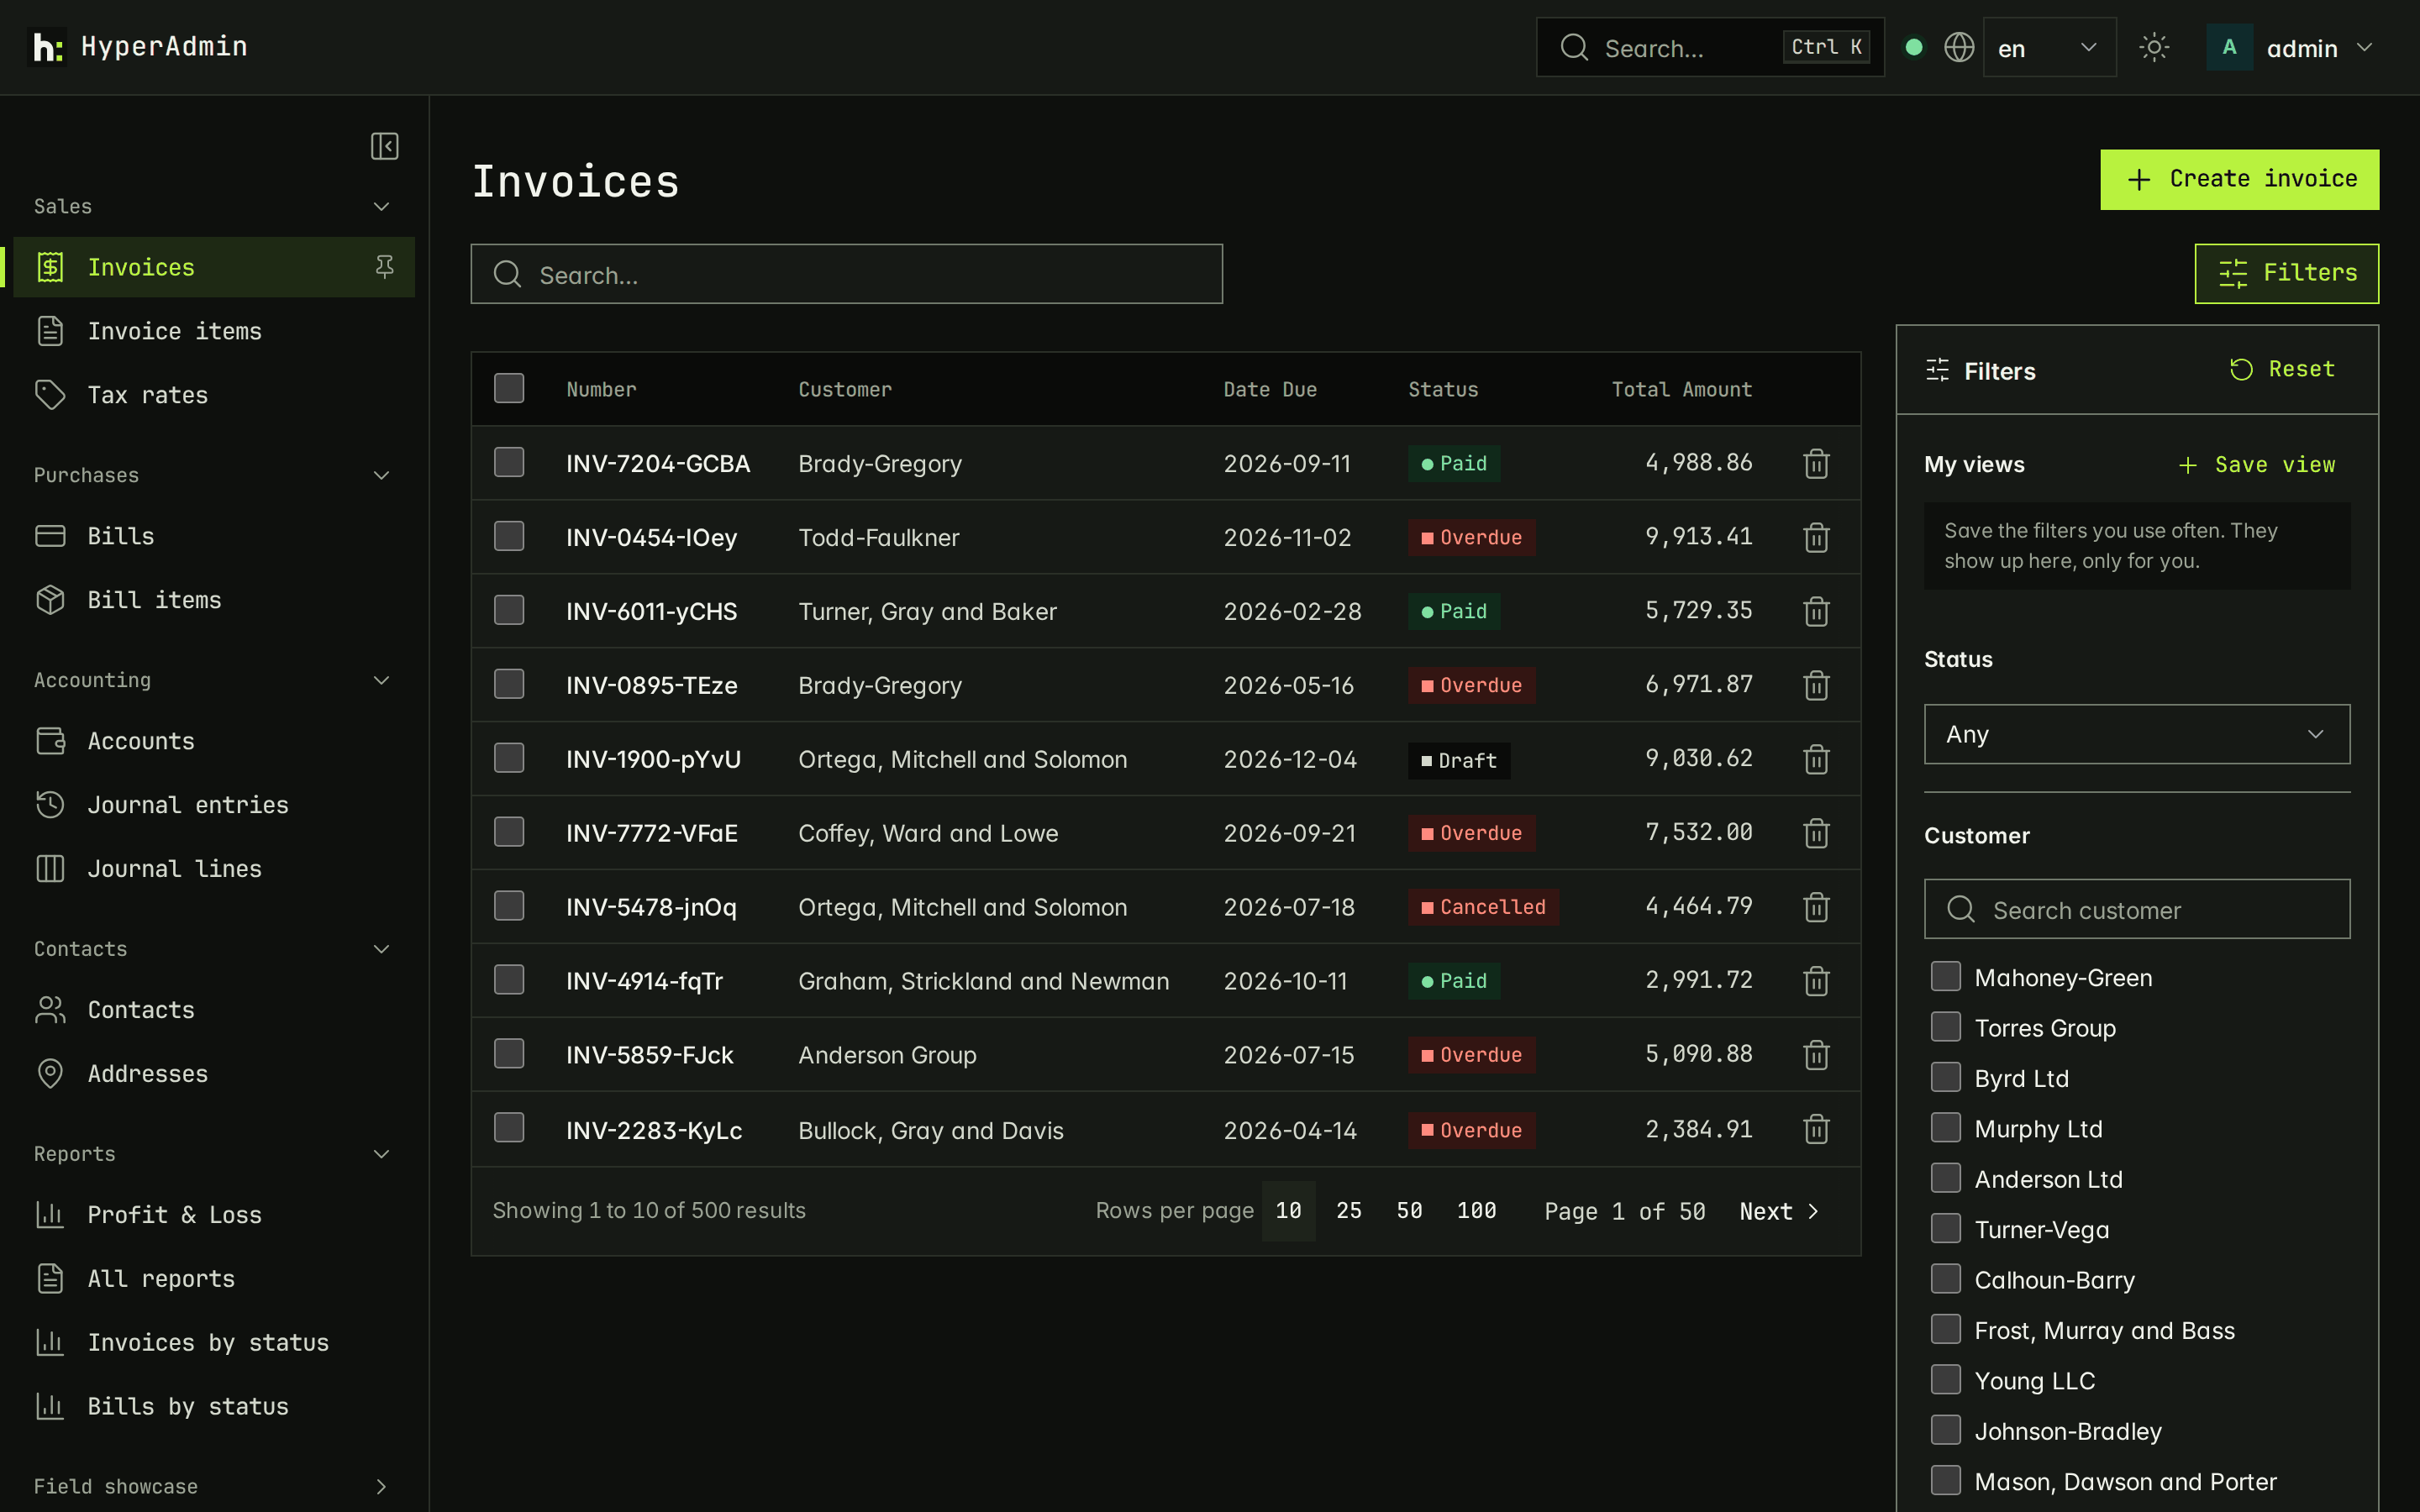 h: HyperAdmin
Search... Ctrl K
en
A admin
Sales
Invoices
Invoice items
Tax rates
Purchases
Bills
Bill items
Accounting
Accounts
Journal entries
Journal lines
Contacts
Contacts
Addresses
Reports
Profit & Loss
All reports
Invoices by status
Bills by status
Field showcase
Invoices
Create invoice
Search...
Filters
Number Customer Date Due Status Total Amount
INV-7204-GCBA Brady-Gregory 2026-09-11 Paid 4,988.86
INV-0454-IOey Todd-Faulkner 2026-11-02 Overdue 9,913.41
INV-6011-yCHS Turner, Gray and Baker 2026-02-28 Paid 5,729.35
INV-0895-TEze Brady-Gregory 2026-05-16 Overdue 6,971.87
INV-1900-pYvU Ortega, Mitchell and Solomon 2026-12-04 Draft 9,030.62
INV-7772-VFaE Coffey, Ward and Lowe 2026-09-21 Overdue 7,532.00
INV-5478-jnOq Ortega, Mitchell and Solomon 2026-07-18 Cancelled 4,464.79
INV-4914-fqTr Graham, Strickland and Newman 2026-10-11 Paid 2,991.72
INV-5859-FJck Anderson Group 2026-07-15 Overdue 5,090.88
INV-2283-KyLc Bullock, Gray and Davis 2026-04-14 Overdue 2,384.91
Showing 1 to 10 of 500 results Rows per page 10 25 50 100 Page 1 of 50 Next
Filters Reset
My views Save view
Save the filters you use often. They
show up here, only for you.
Status
Any
Customer
Search customer
Mahoney-Green
Torres Group
Byrd Ltd
Murphy Ltd
Anderson Ltd
Turner-Vega
Calhoun-Barry
Frost, Murray and Bass
Young LLC
Johnson-Bradley
Mason, Dawson and Porter